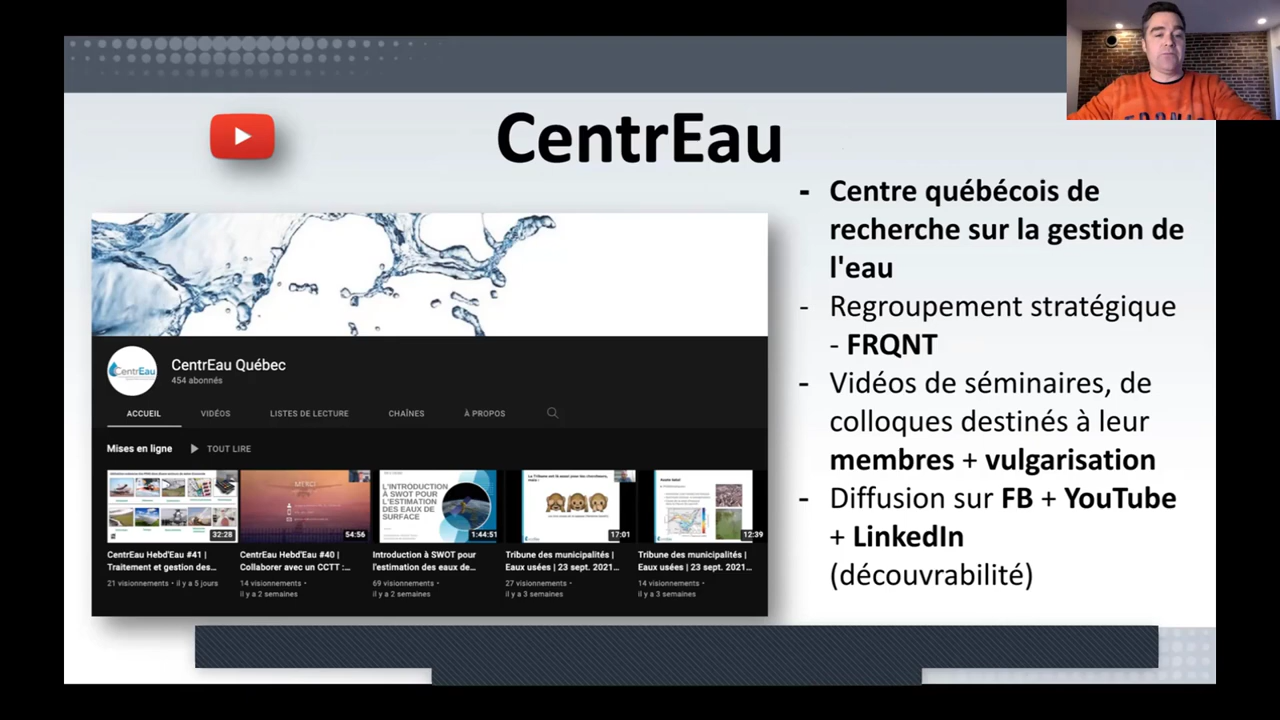 CentrEau
- Centre québécois de
recherche sur la gestion de
l'eau
- Regroupement stratégique
- FRQNT
- Vidéos de séminaires, de
colloques destinés à leur
membres + vulgarisation
- Diffusion sur FB + YouTube
+ LinkedIn
(découvrabilité)
CentrEau
CentrEau Québec
454 abonnés
ACCUEIL VIDÉOS LISTES DE LECTURE CHAÎNES À PROPOS
Mises en ligne TOUT LIRE
32:28
MERCI
54:56
L'INTRODUCTION
À SWOT POUR
L'ESTIMATION
DES EAUX DE
SURFACE
1:44:51
17:01
12:39
CentrEau Hebd'Eau #41 |
Traitement et gestion des...
21 visionnements • il y a 5 jours
CentrEau Hebd'Eau #40 |
Collaborer avec un CCTT :...
14 visionnements •
il y a 2 semaines
Introduction à SWOT pour
l'estimation des eaux de...
69 visionnements •
il y a 2 semaines
Tribune des municipalités |
Eaux usées | 23 sept. 2021...
27 visionnements •
il y a 3 semaines
Tribune des municipalités |
Eaux usées | 23 sept. 2021...
14 visionnements •
il y a 3 semaines